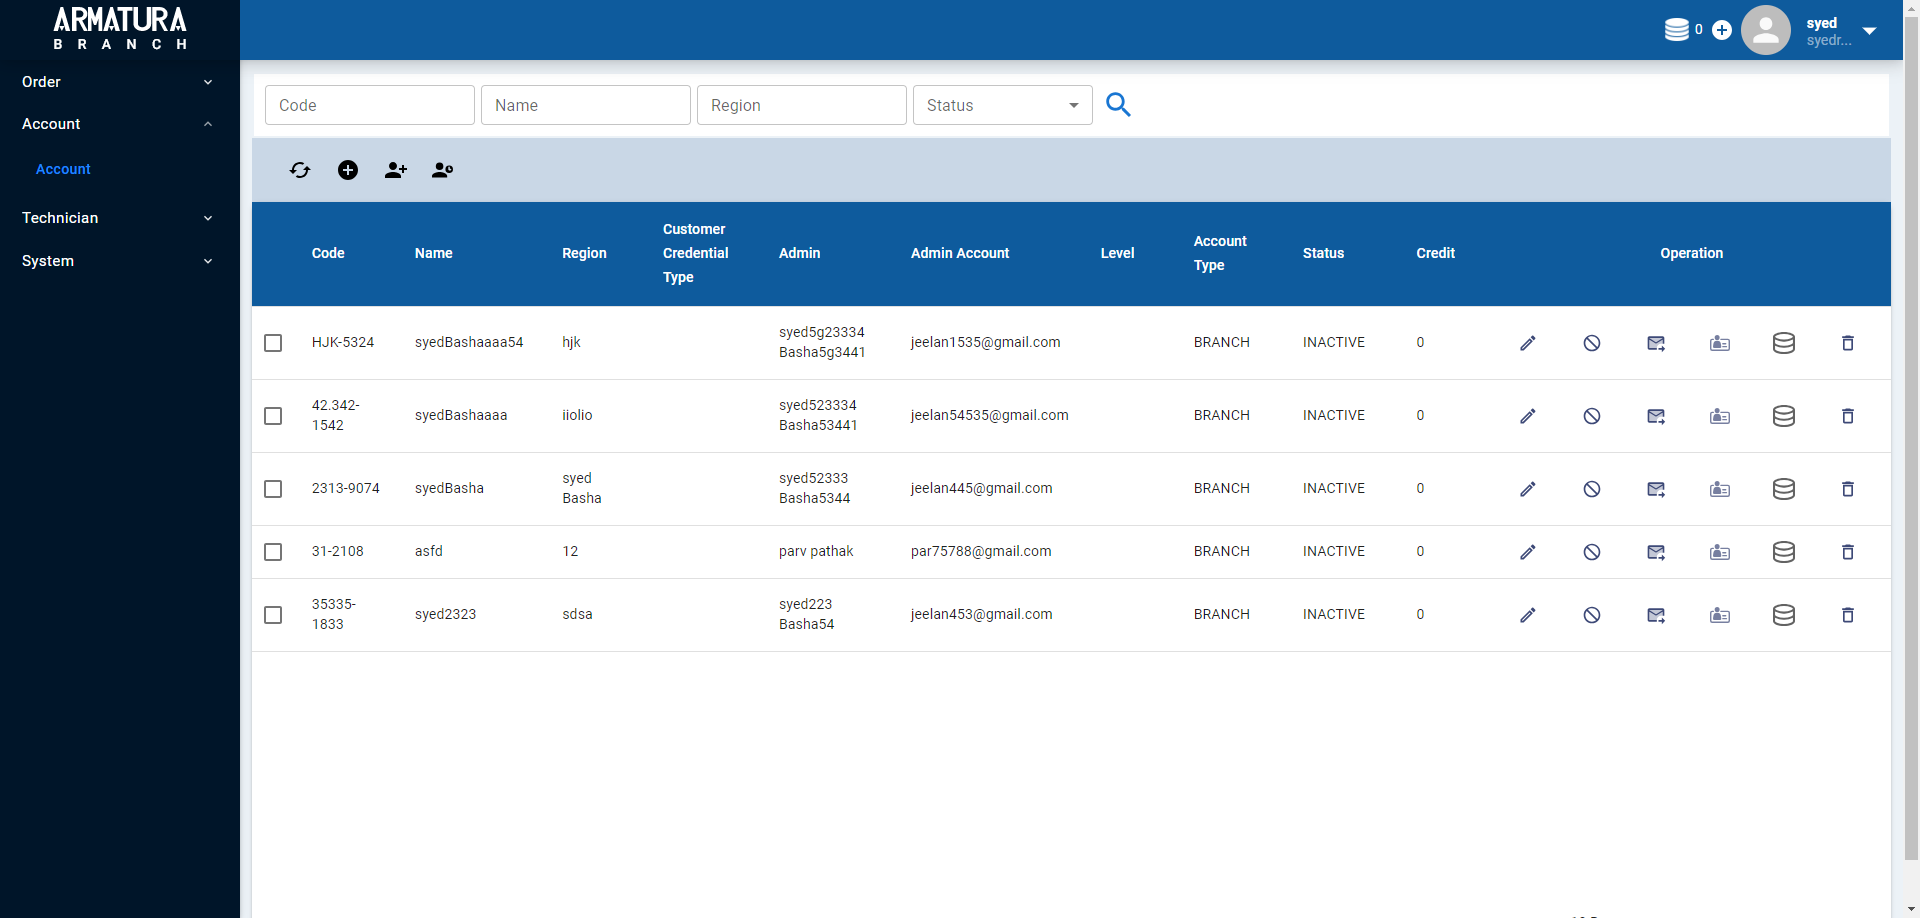 ARMATURA
BRANCH
0
syed
syedr...
Order
Account
Account
Technician
System
Code
Name
Region
Status
Code
Name
Region
Customer
Credential
Type
Admin
Admin Account
Level
Account
Type
Status
Credit
Operation
HJK-5324
syedBashaaaa54
hjk
syed5g23334
Basha5g3441
jeelan1535@gmail.com
BRANCH
INACTIVE
0
42.342-
1542
syedBashaaaa
iiolio
syed523334
Basha53441
jeelan54535@gmail.com
BRANCH
INACTIVE
0
2313-9074
syedBasha
syed
Basha
syed52333
Basha5344
jeelan445@gmail.com
BRANCH
INACTIVE
0
31-2108
asfd
12
parv pathak
par75788@gmail.com
BRANCH
INACTIVE
0
35335-
1833
syed2323
sdsa
syed223
Basha54
jeelan453@gmail.com
BRANCH
INACTIVE
0